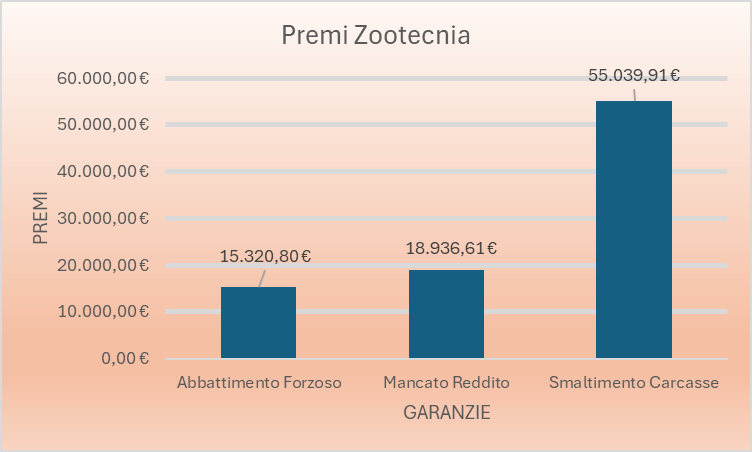 Premi Zootecnia
60.000,00 €
50.000,00 €
40.000,00 €
30.000,00 €
20.000,00 €
10.000,00 €
0,00 €
PREMI
15.320,80 €
18.936,61 €
55.039,91 €
Abbattimento Forzoso
Mancato Reddito
Smaltimento Carcasse
GARANZIE